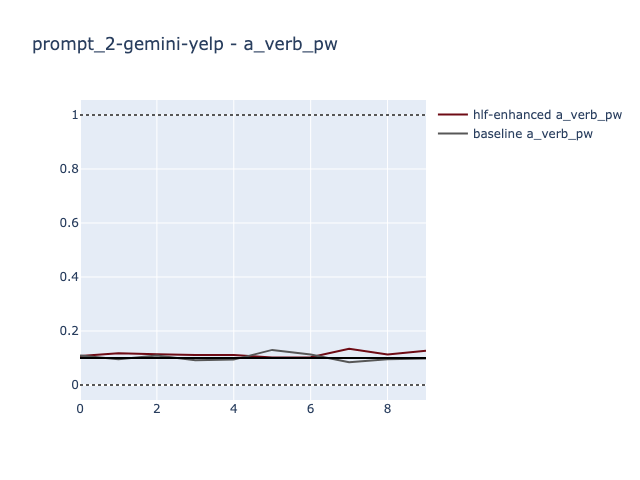 prompt_2-gemini-yelp - a_verb_pw
hlf-enhanced a_verb_pw
baseline a_verb_pw
1
0.8
0.6
0.4
0.2
0
0 2 4 6 8